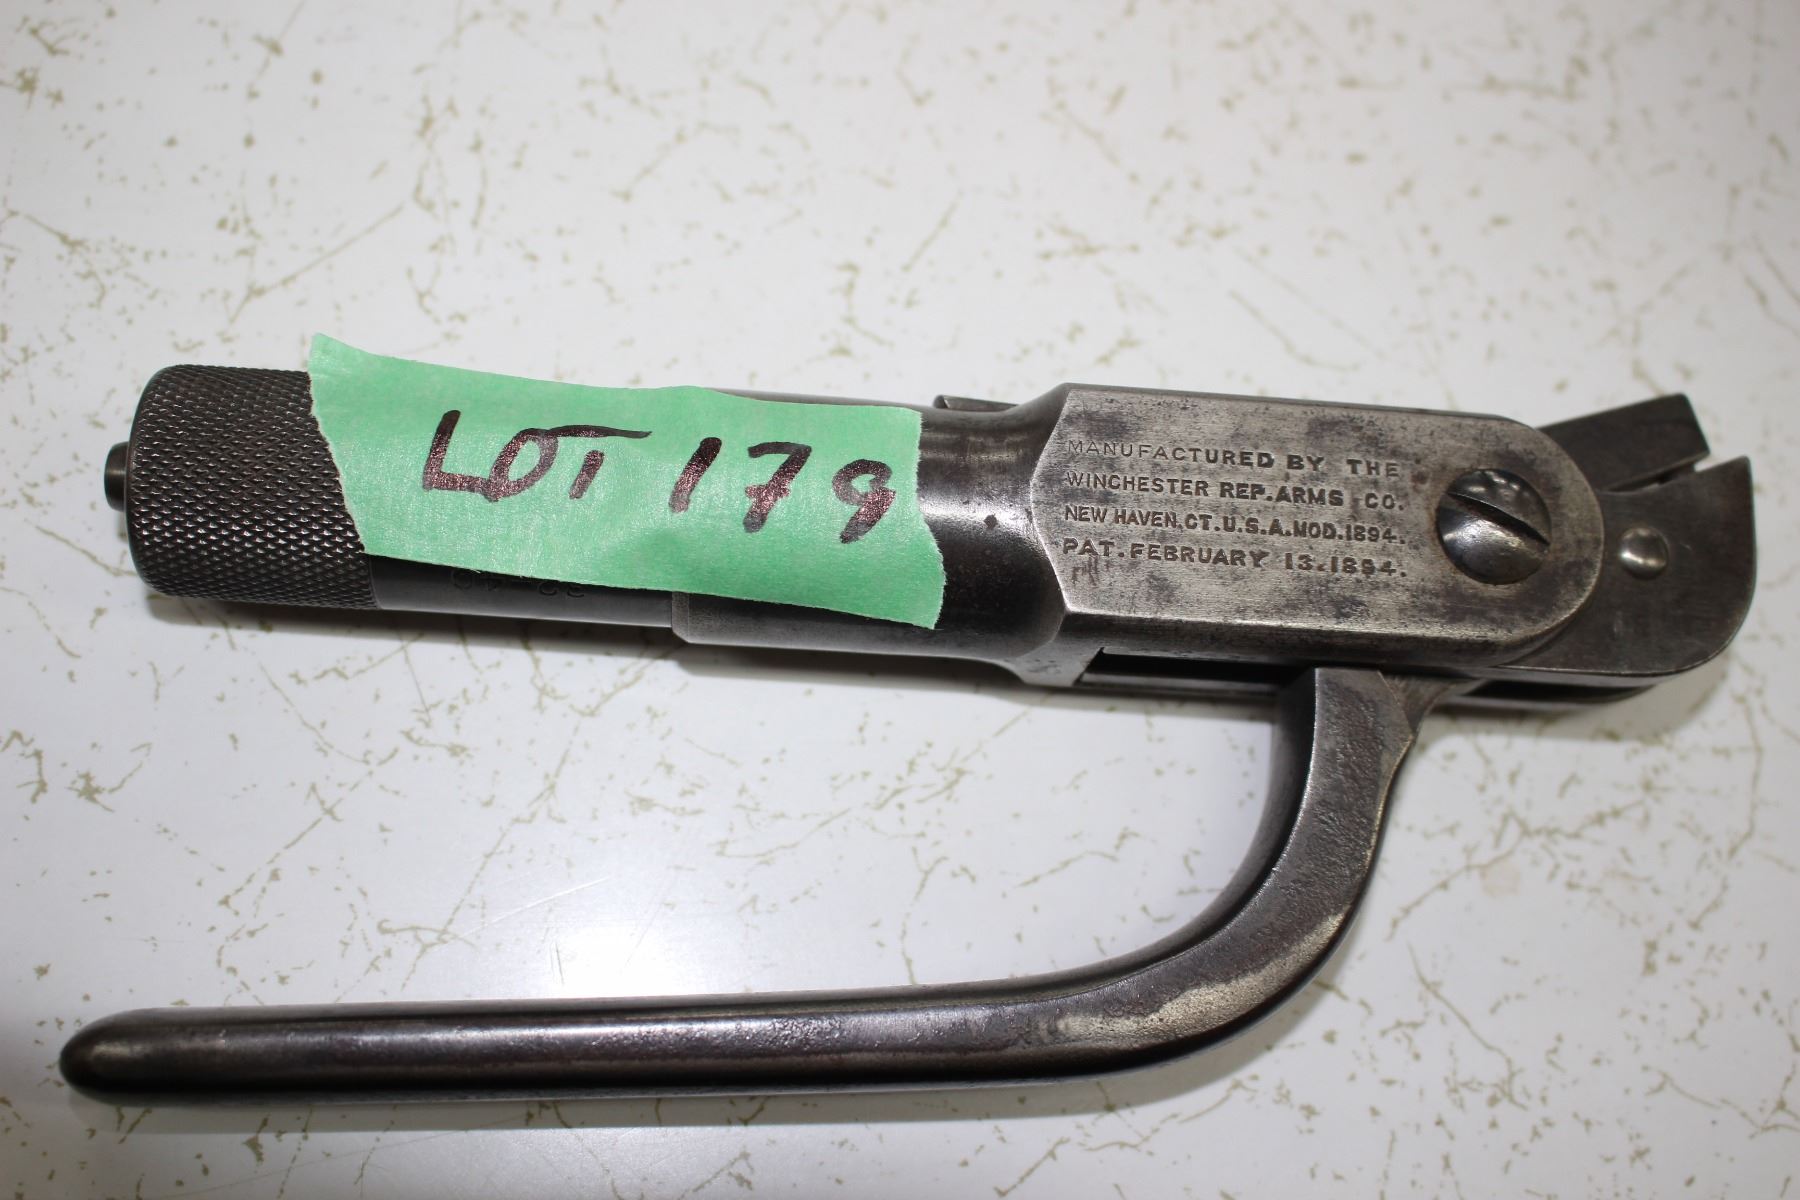 LOT 179
MANUFACTURED BY THE
WINCHESTER REP. ARMS CO.
NEW HAVEN. CT. U.S.A. MOD. 1894.
PAT. FEBRUARY 13. 1894.